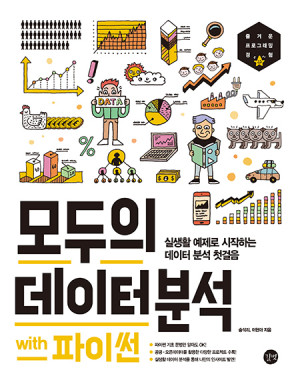 즐거운
프로그래밍
경험
DATA
%
실생활 예제로 시작하는
데이터 분석 첫걸음
모두의
데이터 분석
with 파이썬
송석리, 이현아 지음
파이썬 기초 문법만 알아도 OK!
공공·오픈데이터를 활용한 다양한 프로젝트 수록!
실생활 데이터 분석을 통해 나만의 인사이트 발견!
길벗